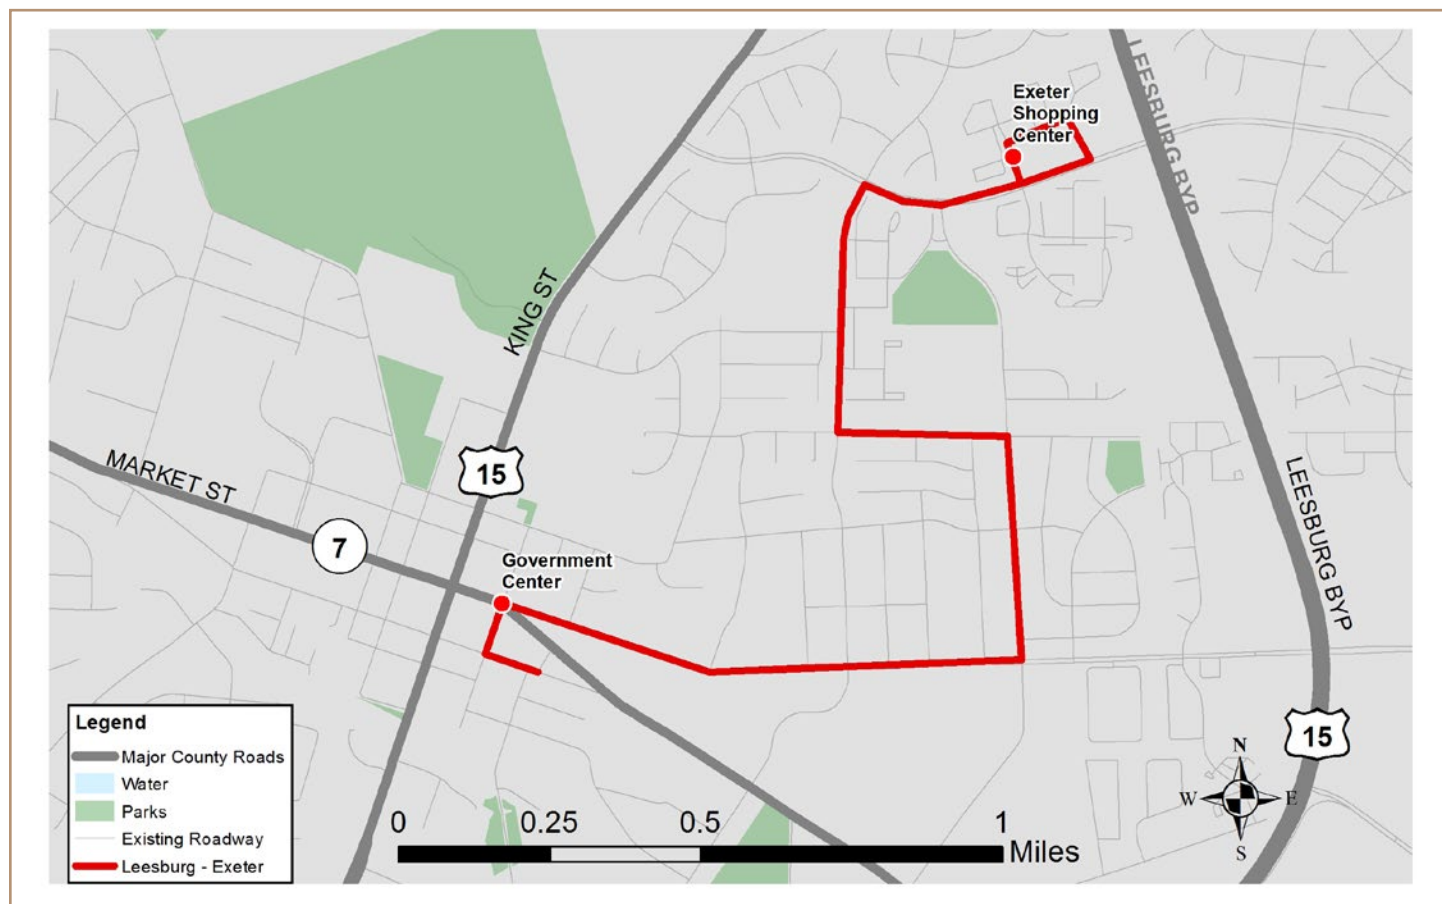 LEESBURG BYP
Exeter
Shopping
Center
KING ST
15
MARKET ST
7
LEESBURG BYP
Government
Center
15
Legend
Major County Roads
Water
Parks
Existing Roadway
Leesburg - Exeter
0 0.25 0.5 1
Miles
N
W E
S